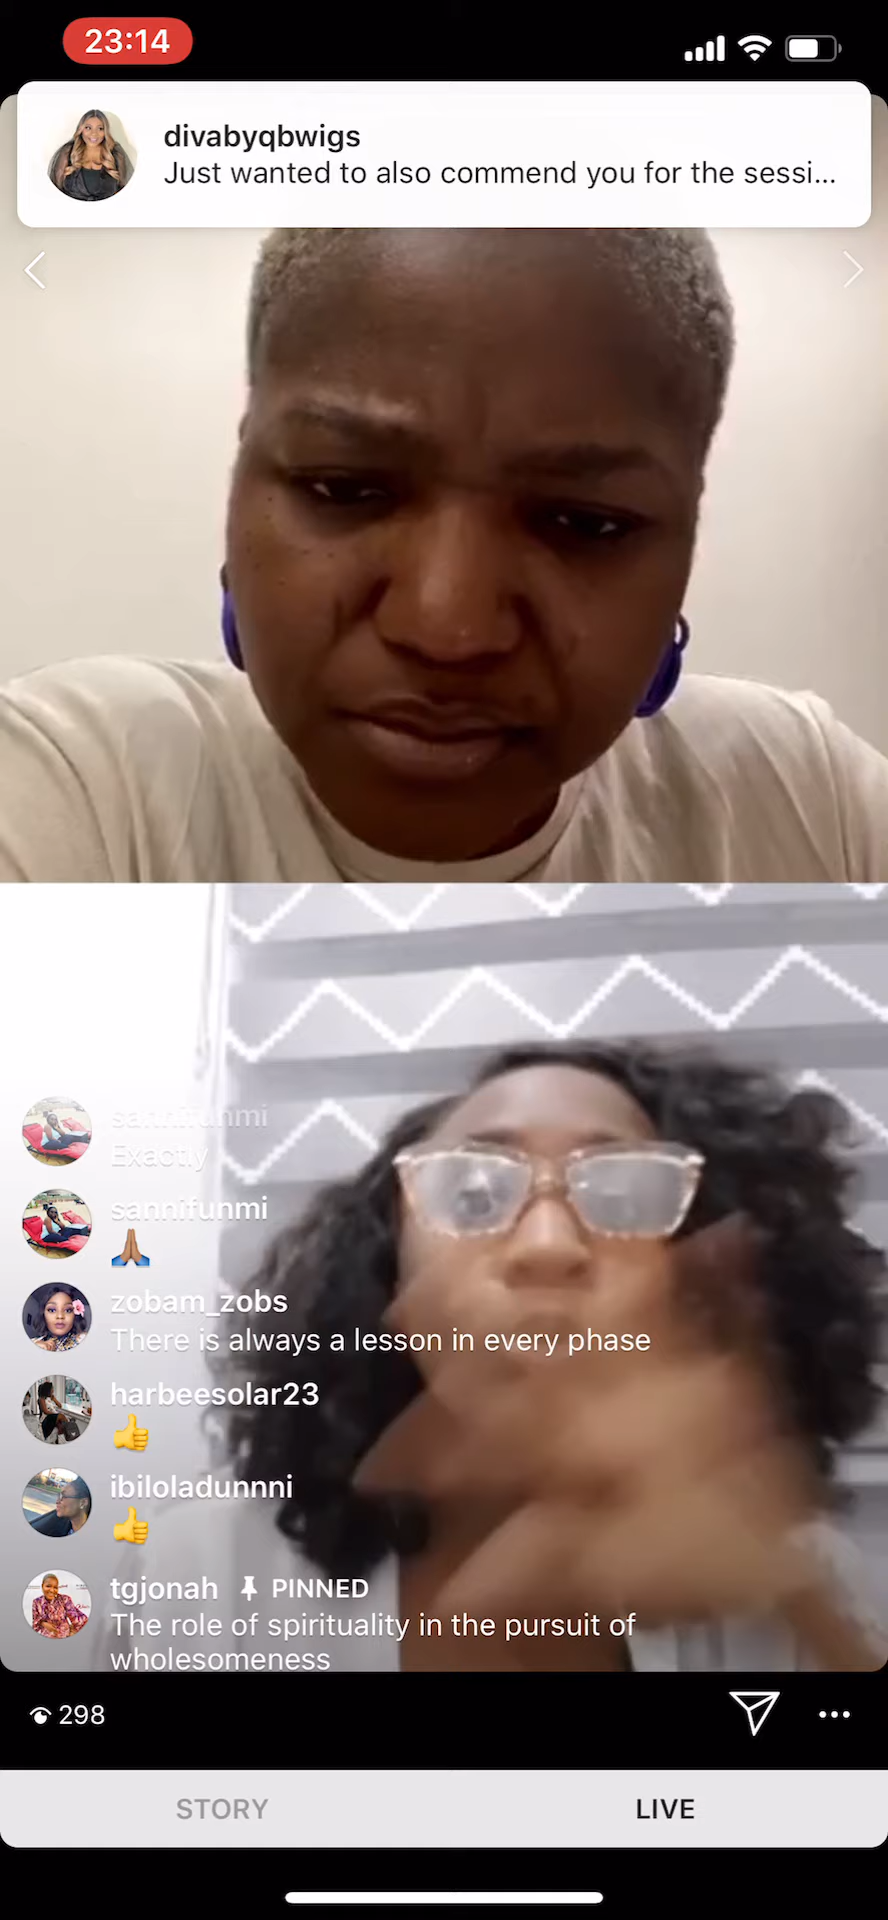 23:14
divabyqbwigs
Just wanted to also commend you for the sessi...
sannifunmi
Exactly
sannifunmi
🙏🏽
zobam_zobs
There is always a lesson in every phase
harbeesolar23
👍
ibiloladunnni
👍
tgjonah PINNED
The role of spirituality in the pursuit of
wholesomeness
298
STORY
LIVE